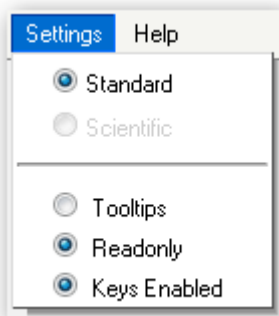 Settings Help
Standard
Scientific
Tooltips
Readonly
Keys Enabled